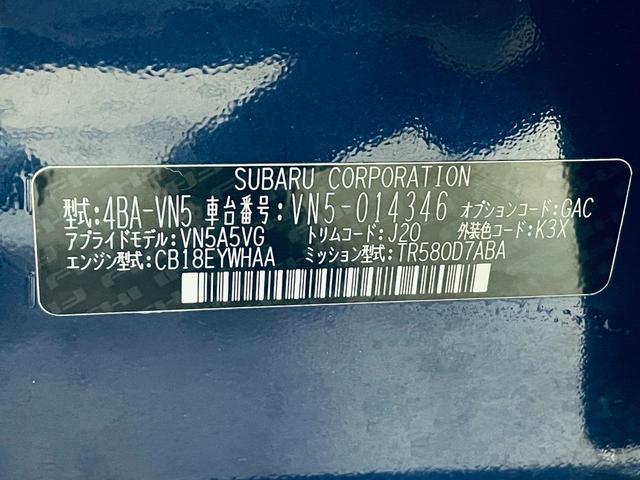 SUBARU CORPORATION
型式:4BA-VN5 車台番号:VN5-014346 オプションコード:GAC
アプライドモデル:VN5A5VG トリムコード:J20 外装色コード:K3X
エンジン型式:CB18EYWHAA ミッション型式:TR580D7ABA